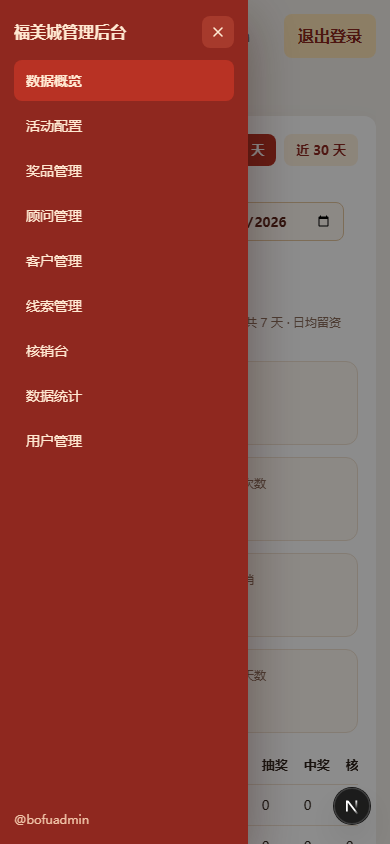 福美城管理后台
退出登录
数据概览
活动配置
天
近 30 天
奖品管理
顾问管理
/2026
客户管理
线索管理
共 7 天 · 日均留资
核销台
数据统计
用户管理
次数
销
天数
抽奖 中奖 核
0 0
0 0
@bofuadmin
N